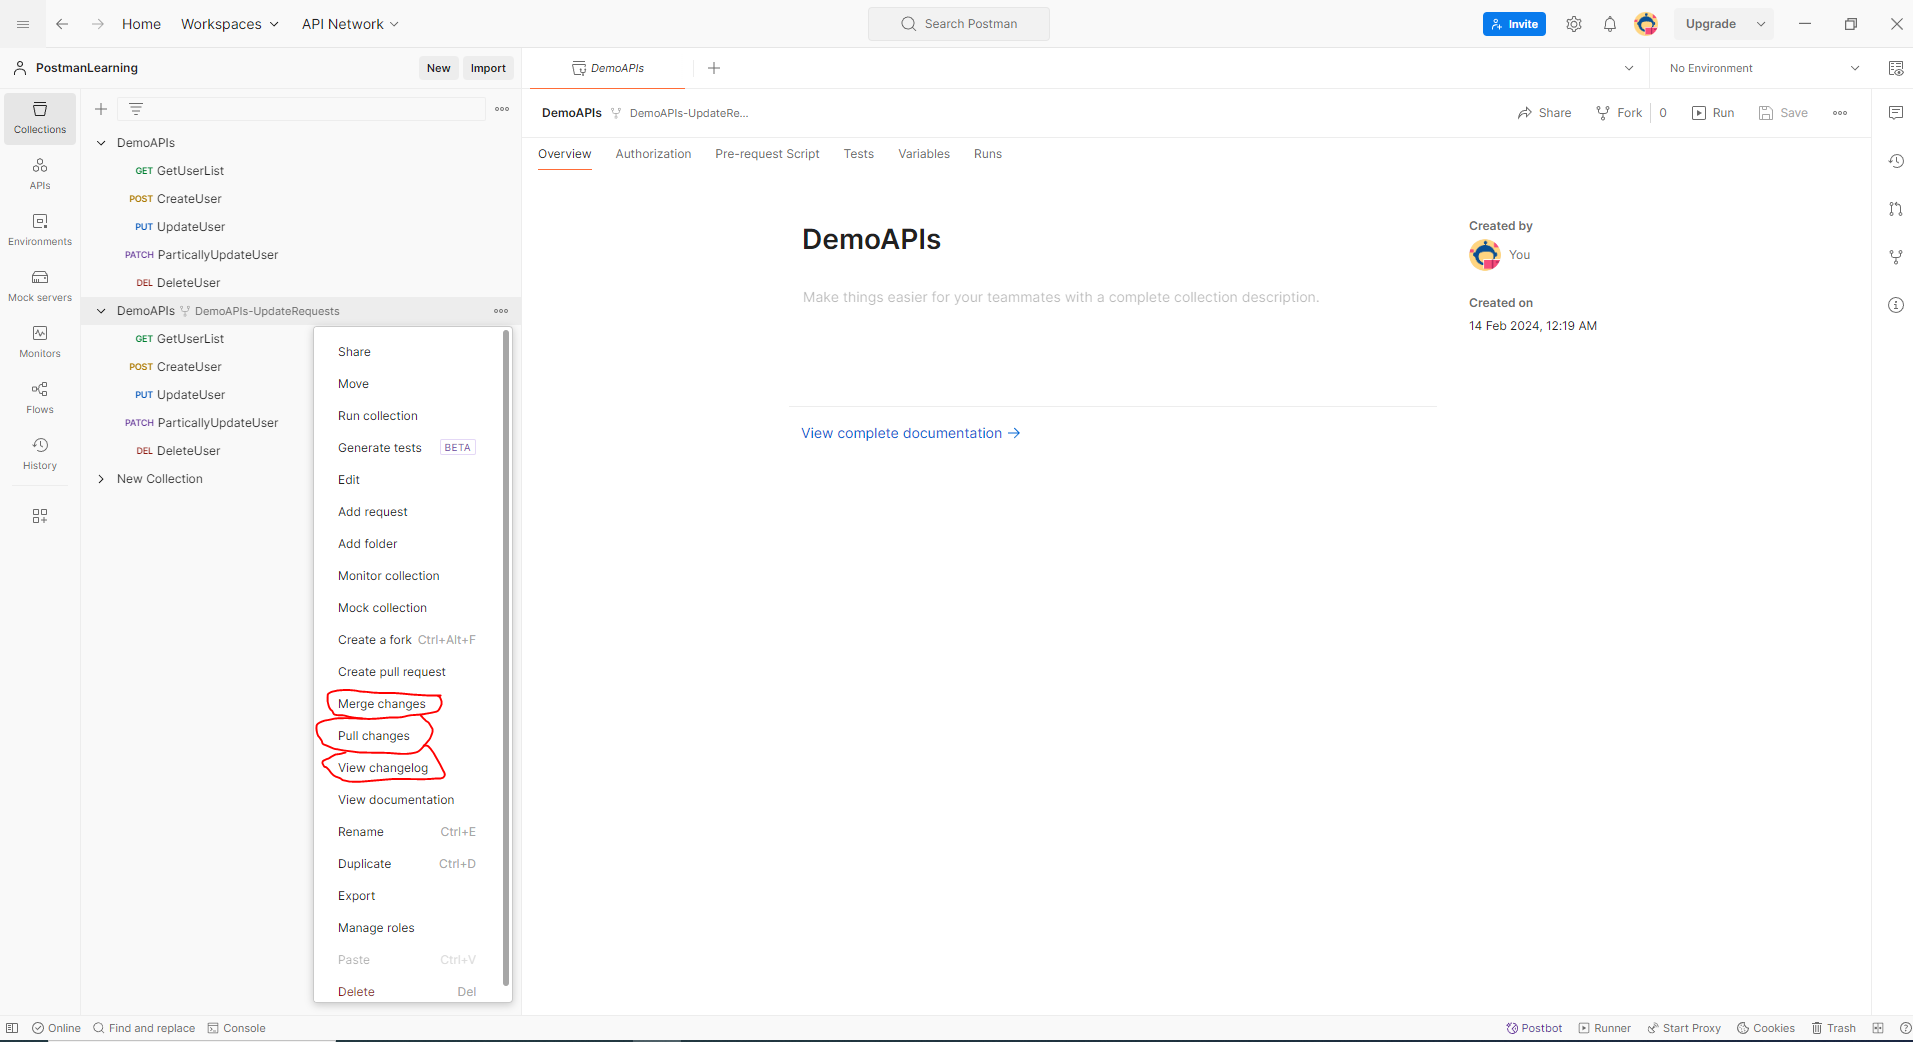 Home Workspaces API Network Search Postman Invite Upgrade
PostmanLearning New Import DemoAPIs No Environment
DemoAPIs DemoAPIs-UpdateRe... Share Fork 0 Run Save
Overview Authorization Pre-request Script Tests Variables Runs
Collections
APIs
Environments
Mock servers
Monitors
Flows
History
DemoAPIs
GET GetUserList
POST CreateUser
PUT UpdateUser
PATCH ParticallyUpdateUser
DEL DeleteUser
DemoAPIs DemoAPIs-UpdateRequests
GET GetUserList
POST CreateUser
PUT UpdateUser
PATCH ParticallyUpdateUser
DEL DeleteUser
New Collection
Share
Move
Run collection
Generate tests BETA
Edit
Add request
Add folder
Monitor collection
Mock collection
Create a fork Ctrl+Alt+F
Create pull request
Merge changes
Pull changes
View changelog
View documentation
Rename Ctrl+E
Duplicate Ctrl+D
Export
Manage roles
Paste Ctrl+V
Delete Del
DemoAPIs
Make things easier for your teammates with a complete collection description.
View complete documentation →
Created by
You
Created on
14 Feb 2024, 12:19 AM
Online Find and replace Console Postbot Runner Start Proxy Cookies Trash